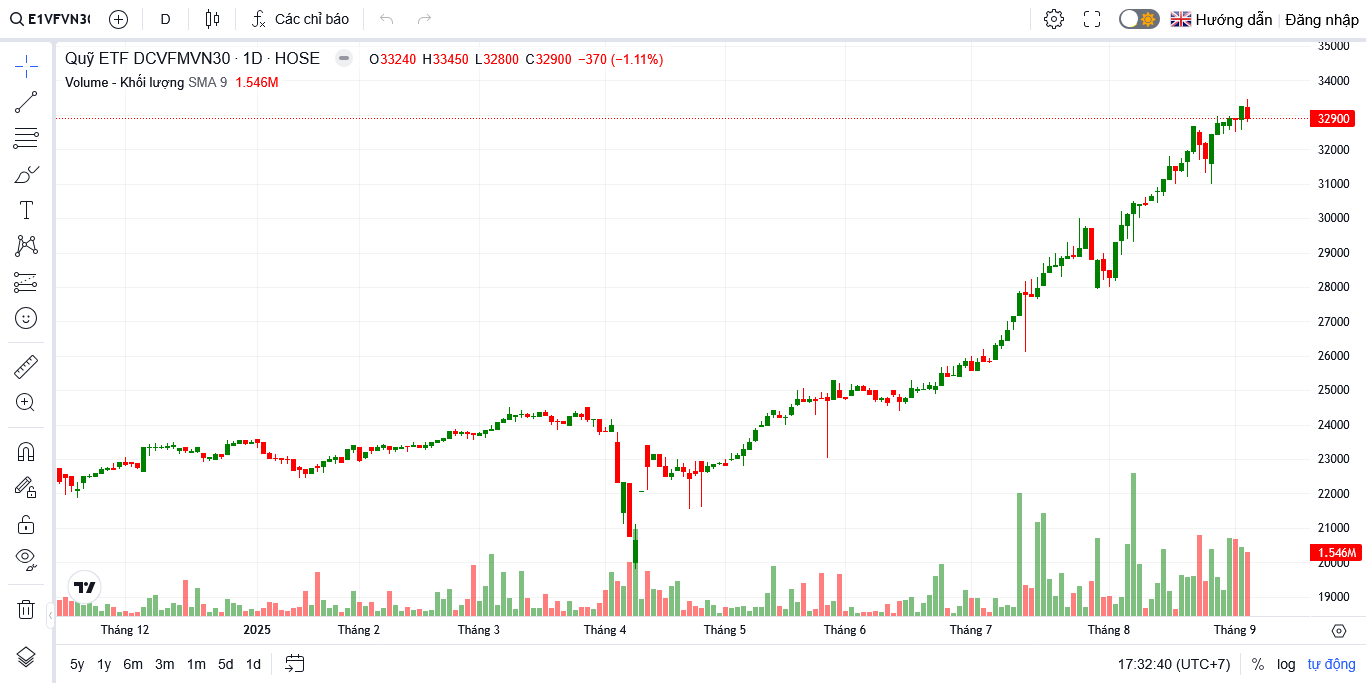 E1VFVN30 D Các chỉ báo Hướng dẫn Đăng nhập
Quỹ ETF DCVFMVN30 · 1D · HOSE O33240 H33450 L32800 C32900 −370 (−1.11%)
Volume - Khối lượng SMA 9 1.546M
35000
34000
32900
32000
31000
30000
29000
28000
27000
26000
25000
24000
23000
22000
21000
1.546M
20000
19000
Tháng 12 2025 Tháng 2 Tháng 3 Tháng 4 Tháng 5 Tháng 6 Tháng 7 Tháng 8 Tháng 9
5y 1y 6m 3m 1m 5d 1d 17:32:40 (UTC+7) % log tự động